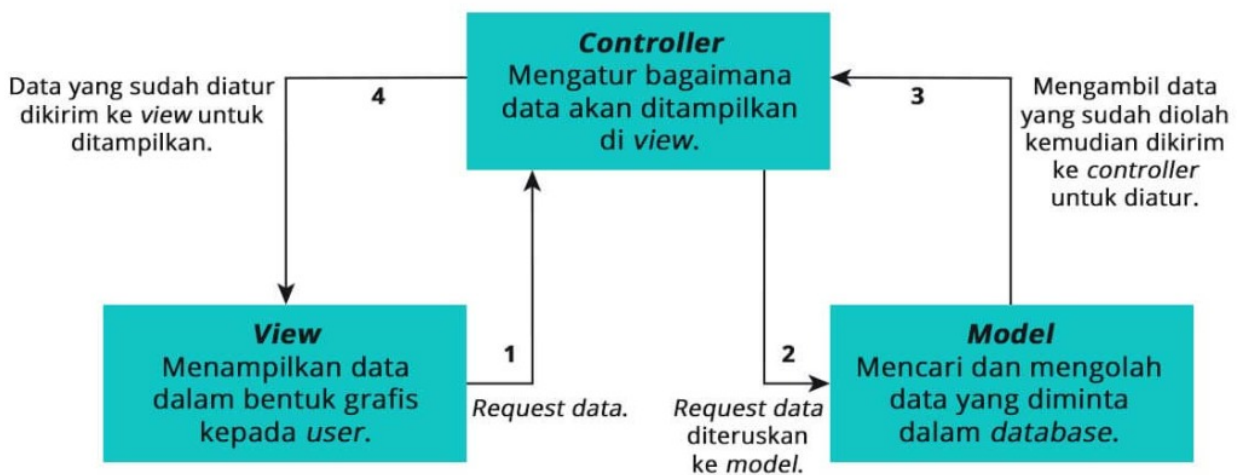 Controller
Mengatur bagaimana
data akan ditampilkan
di view.
Data yang sudah diatur
dikirim ke view untuk
ditampilkan.
4
3
Mengambil data
yang sudah diolah
kemudian dikirim
ke controller
untuk diatur.
View
Menampilkan data
dalam bentuk grafis
kepada user.
1
Request data.
2
Request data
diteruskan
ke model.
Model
Mencari dan mengolah
data yang diminta
dalam database.